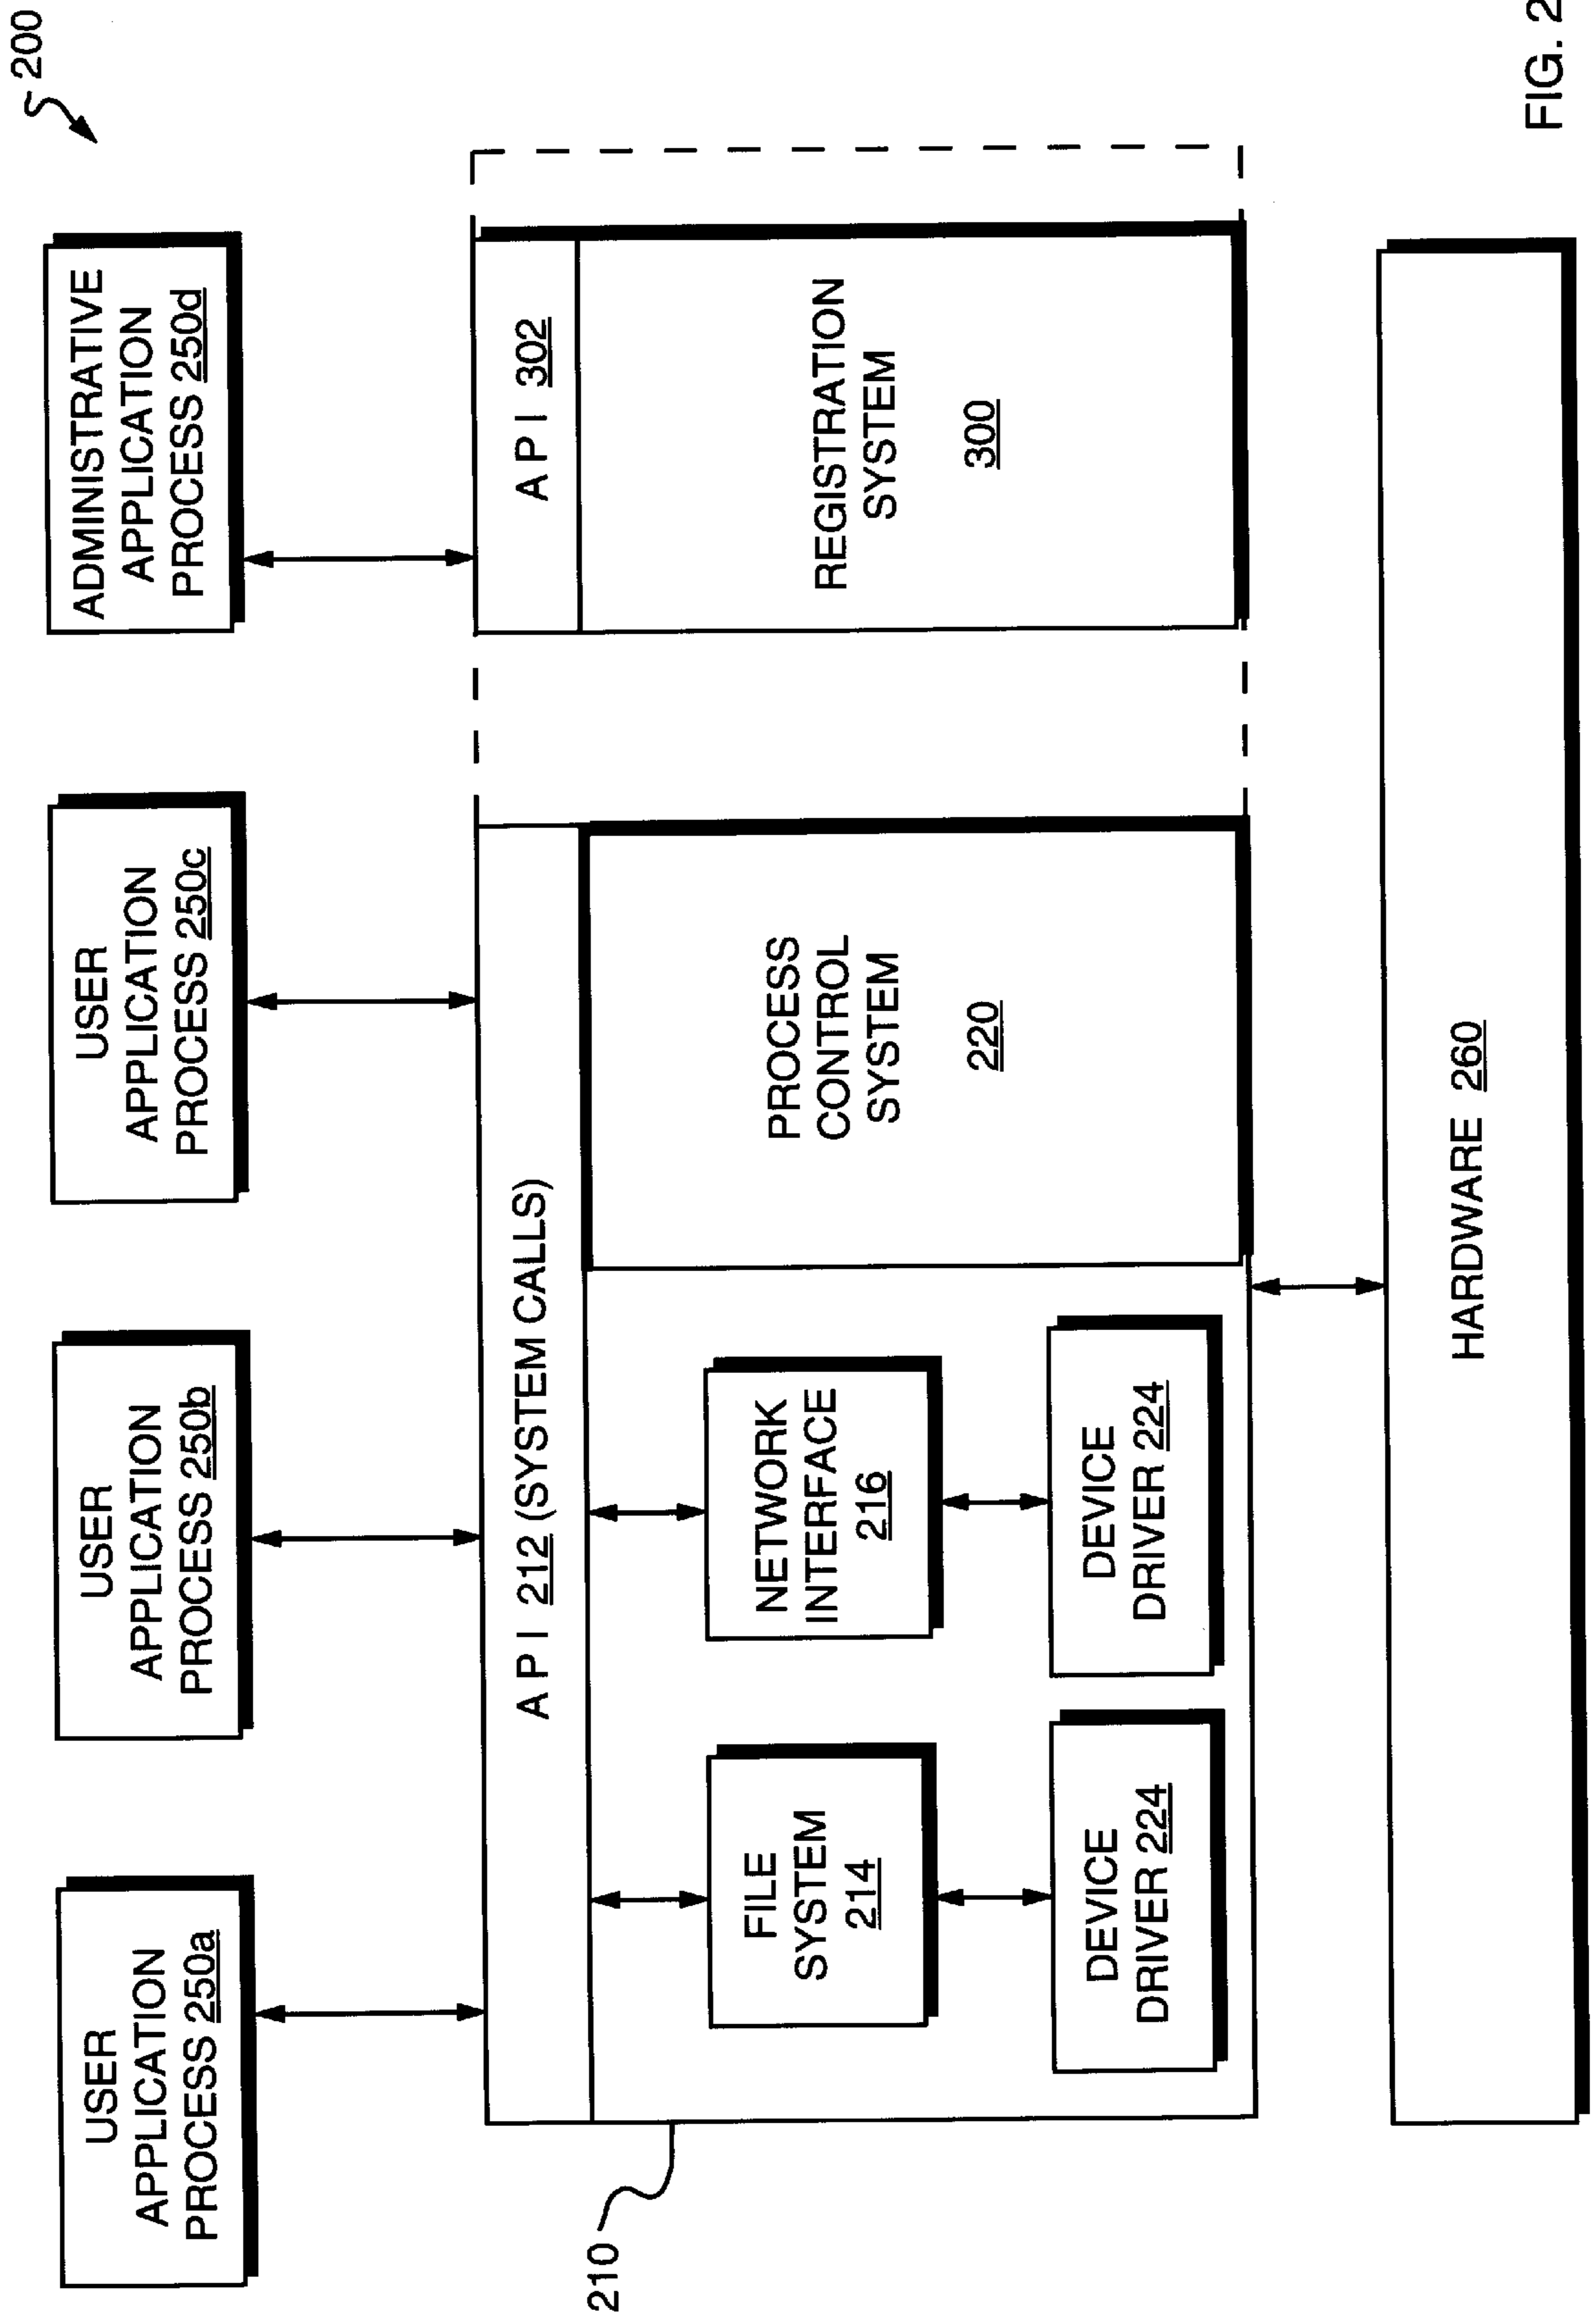 200
USER
APPLICATION
PROCESS 250a
USER
APPLICATION
PROCESS 250b
USER
APPLICATION
PROCESS 250c
ADMINISTRATIVE
APPLICATION
PROCESS 250d
210
A P I 212 (SYSTEM CALLS)
A P I 302
FILE
SYSTEM
214
NETWORK
INTERFACE
216
PROCESS
CONTROL
SYSTEM
220
REGISTRATION
SYSTEM
300
DEVICE
DRIVER 224
DEVICE
DRIVER 224
HARDWARE 260
FIG. 2